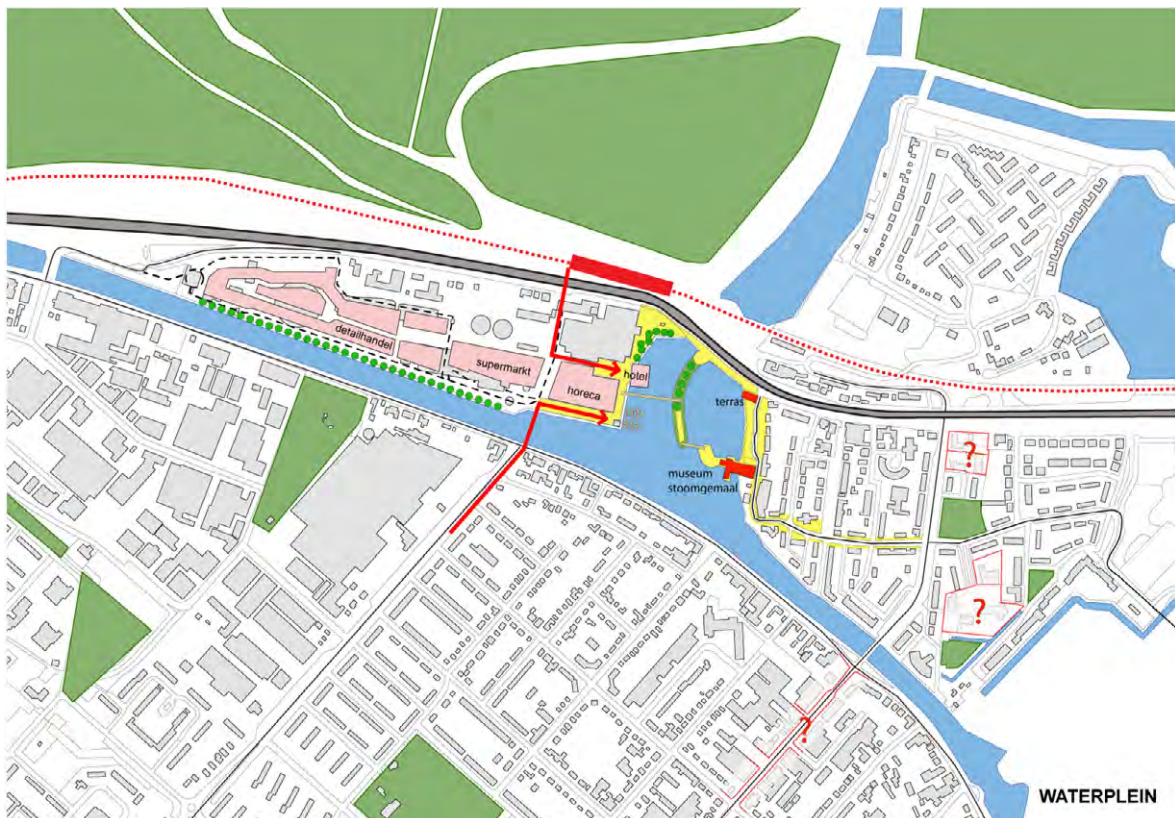 detailhandel
supermarkt
hotel
horeca
terras
museum
stoomgemaal
?
?
?
WATERPLEIN